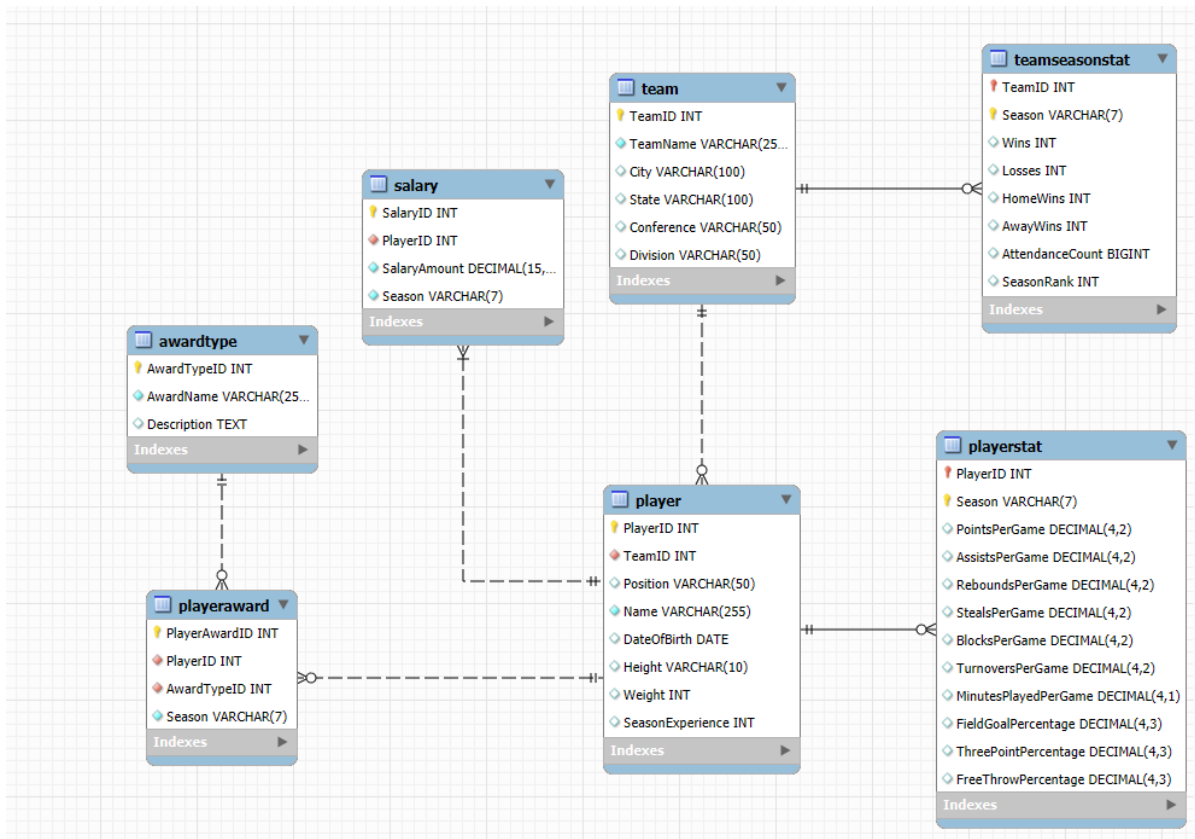 teamseasonstat
TeamID INT
Season VARCHAR(7)
Wins INT
Losses INT
HomeWins INT
AwayWins INT
AttendanceCount BIGINT
SeasonRank INT
Indexes
team
TeamID INT
TeamName VARCHAR(25...
City VARCHAR(100)
State VARCHAR(100)
Conference VARCHAR(50)
Division VARCHAR(50)
Indexes
salary
SalaryID INT
PlayerID INT
SalaryAmount DECIMAL(15,...
Season VARCHAR(7)
Indexes
awardtype
AwardTypeID INT
AwardName VARCHAR(25...
Description TEXT
Indexes
playerstat
PlayerID INT
Season VARCHAR(7)
PointsPerGame DECIMAL(4,2)
AssistsPerGame DECIMAL(4,2)
ReboundsPerGame DECIMAL(4,2)
StealsPerGame DECIMAL(4,2)
BlocksPerGame DECIMAL(4,2)
TurnoversPerGame DECIMAL(4,2)
MinutesPlayedPerGame DECIMAL(4,1)
FieldGoalPercentage DECIMAL(4,3)
ThreePointPercentage DECIMAL(4,3)
FreeThrowPercentage DECIMAL(4,3)
Indexes
player
PlayerID INT
TeamID INT
Position VARCHAR(50)
Name VARCHAR(255)
DateOfBirth DATE
Height VARCHAR(10)
Weight INT
SeasonExperience INT
Indexes
playeraward
PlayerAwardID INT
PlayerID INT
AwardTypeID INT
Season VARCHAR(7)
Indexes